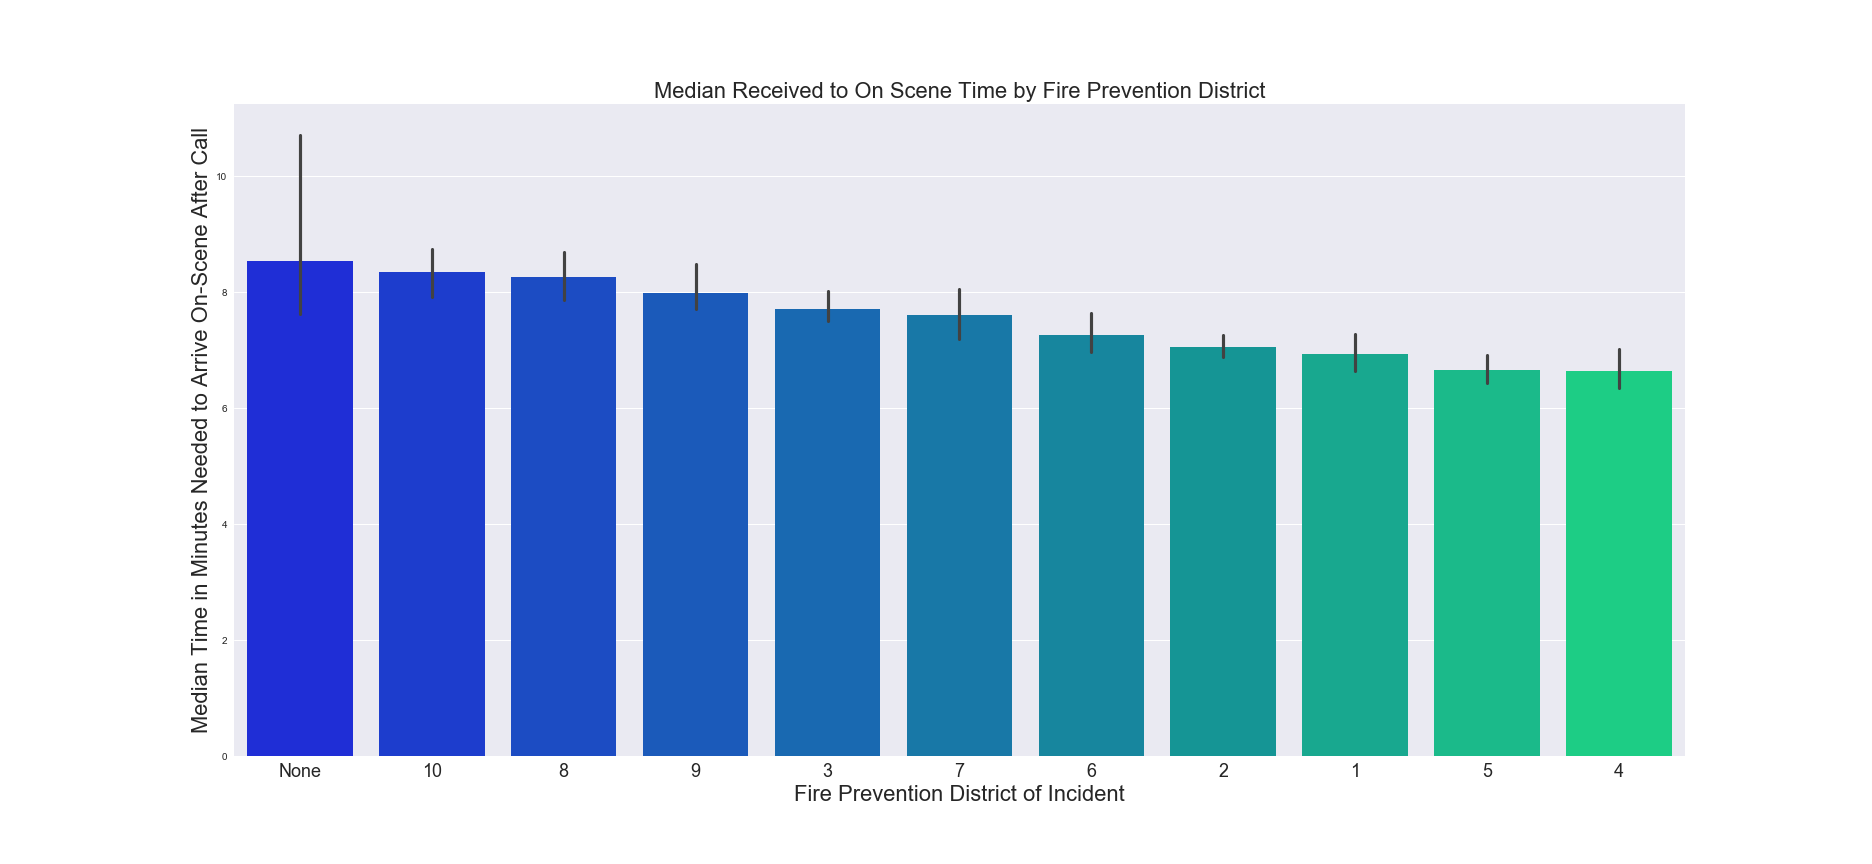 Median Received to On Scene Time by Fire Prevention District
Median Time in Minutes Needed to Arrive On-Scene After Call
10
8
6
4
2
0
None 10 8 9 3 7 6 2 1 5 4
Fire Prevention District of Incident